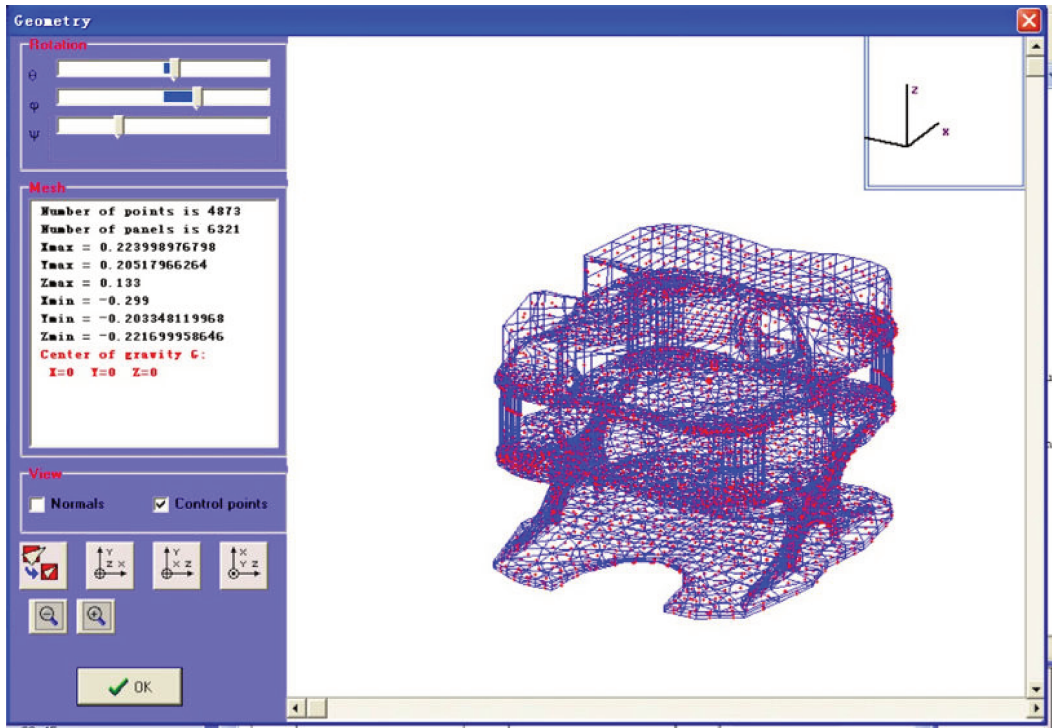 Geometry
Rotation
θ
φ
ψ
Mesh
Number of points is 4873
Number of panels is 6321
Xmax = 0.223998976798
Ymax = 0.20517966264
Zmax = 0.133
Xmin = -0.299
Ymin = -0.203348119968
Zmin = -0.221699958646
Center of gravity G:
X=0 Y=0 Z=0
View
Normals
Control points
Y
Z X
Y
X Z
X
Y Z
OK
z
x